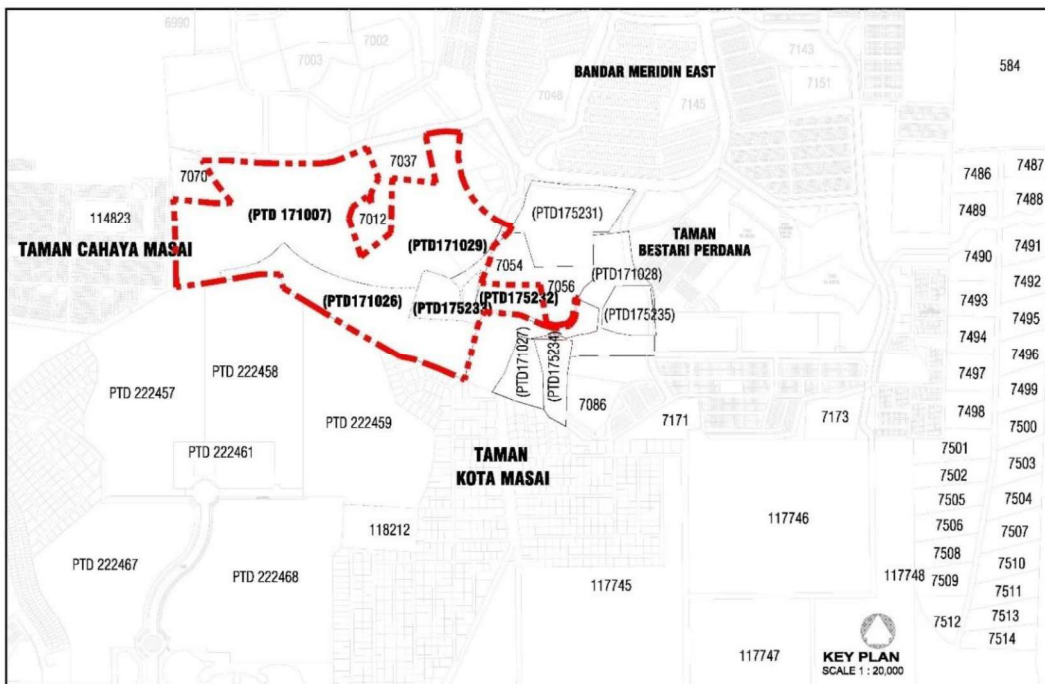 6990
7002
7003
7143
7151
BANDAR MERIDIN EAST
7048
7145
584
7070
7037
7486
7487
114823
(PTD 171007)
7012
(PTD175231)
7489
7488
TAMAN CAHAYA MASAI
(PTD171029)
TAMAN
BESTARI PERDANA
7490
7491
7054
(PTD171028)
7056
7492
(PTD171026)
(PTD175233)
(PTD175232)
(PTD175235)
7493
7495
(PTD171027)
(PTD175234)
7494
7496
PTD 222457
PTD 222458
7497
7499
PTD 222459
7086
7171
7173
7498
7500
PTD 222461
TAMAN
KOTA MASAI
7501
7503
7502
7505
7504
118212
117746
7506
7507
PTD 222467
PTD 222468
117745
7508
117748
7509
7510
7511
7512
7513
7514
117747
KEY PLAN
SCALE 1 : 20,000